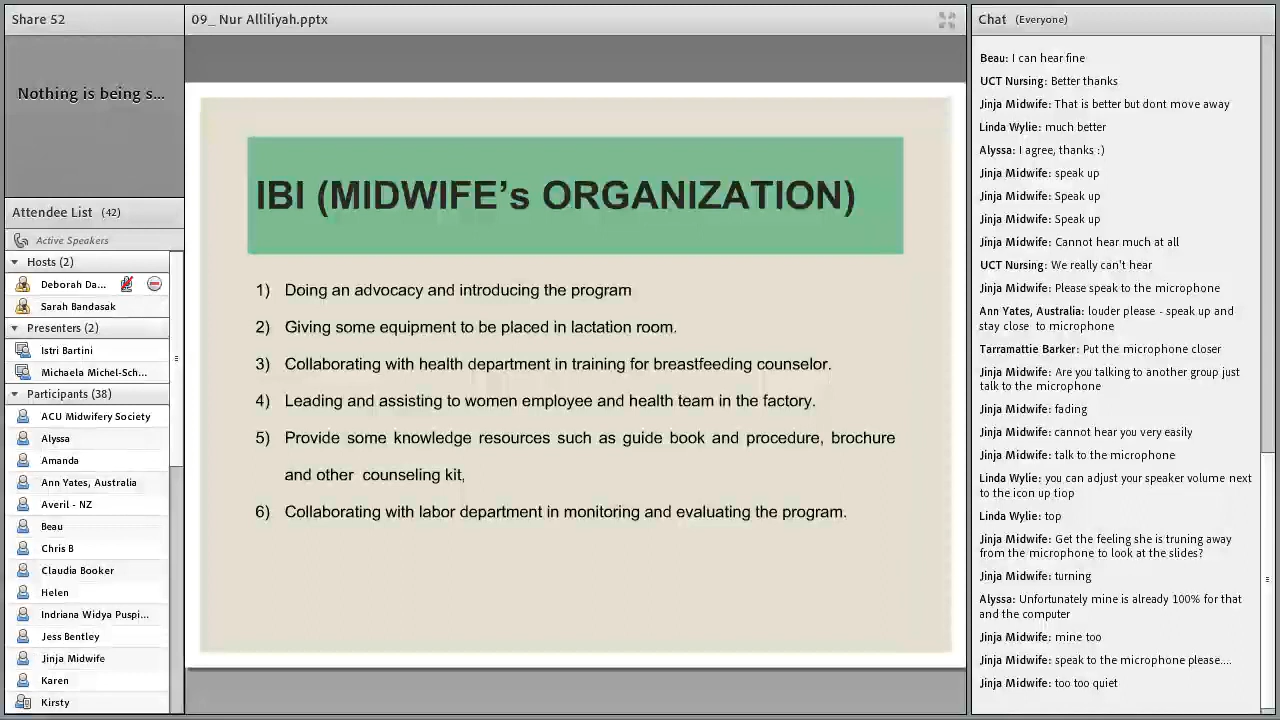 Share 52
Nothing is being s...
Attendee List (42)
Active Speakers
Hosts (2)
Deborah Da...
Sarah Bandasak
Presenters (2)
Istri Bartini
Michaela Michel-Sch...
Participants (38)
ACU Midwifery Society
Alyssa
Amanda
Ann Yates, Australia
Averil - NZ
Beau
Chris B
Claudia Booker
Helen
Indriana Widya Puspi...
Jess Bentley
Jinja Midwife
Karen
Kirsty
09_ Nur Alliliyah.pptx
IBI (MIDWIFE's ORGANIZATION)
1) Doing an advocacy and introducing the program
2) Giving some equipment to be placed in lactation room.
3) Collaborating with health department in training for breastfeeding counselor.
4) Leading and assisting to women employee and health team in the factory.
5) Provide some knowledge resources such as guide book and procedure, brochure
and other counseling kit,
6) Collaborating with labor department in monitoring and evaluating the program.
Chat (Everyone)
Beau: I can hear fine
UCT Nursing: Better thanks
Jinja Midwife: That is better but dont move away
Linda Wylie: much better
Alyssa: I agree, thanks :)
Jinja Midwife: speak up
Jinja Midwife: Speak up
Jinja Midwife: Speak up
Jinja Midwife: Cannot hear much at all
UCT Nursing: We really can't hear
Jinja Midwife: Please speak to the microphone
Ann Yates, Australia: louder please - speak up and
stay close to microphone
Tarramattie Barker: Put the microphone closer
Jinja Midwife: Are you talking to another group just
talk to the microphone
Jinja Midwife: fading
Jinja Midwife: cannot hear you very easily
Jinja Midwife: talk to the microphone
Linda Wylie: you can adjust your speaker volume next
to the icon up tiop
Linda Wylie: top
Jinja Midwife: Get the feeling she is truning away
from the microphone to look at the slides?
Jinja Midwife: turning
Alyssa: Unfortunately mine is already 100% for that
and the computer
Jinja Midwife: mine too
Jinja Midwife: speak to the microphone please....
Jinja Midwife: too too quiet